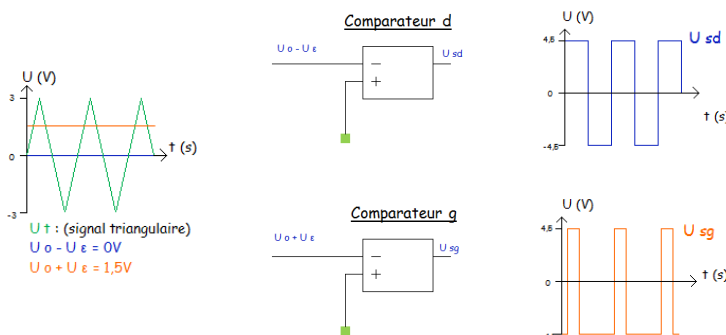 U (V)
3
0
-3
t (s)
U t : (signal triangulaire)
U o - U ε = 0V
U o + U ε = 1,5V
Comparateur d
U o - U ε
−
+
U sd
U (V)
4,5
0
-4,5
U sd
t (s)
Comparateur g
U o + U ε
−
+
U sg
U (V)
4.5
0
U sg
t (s)